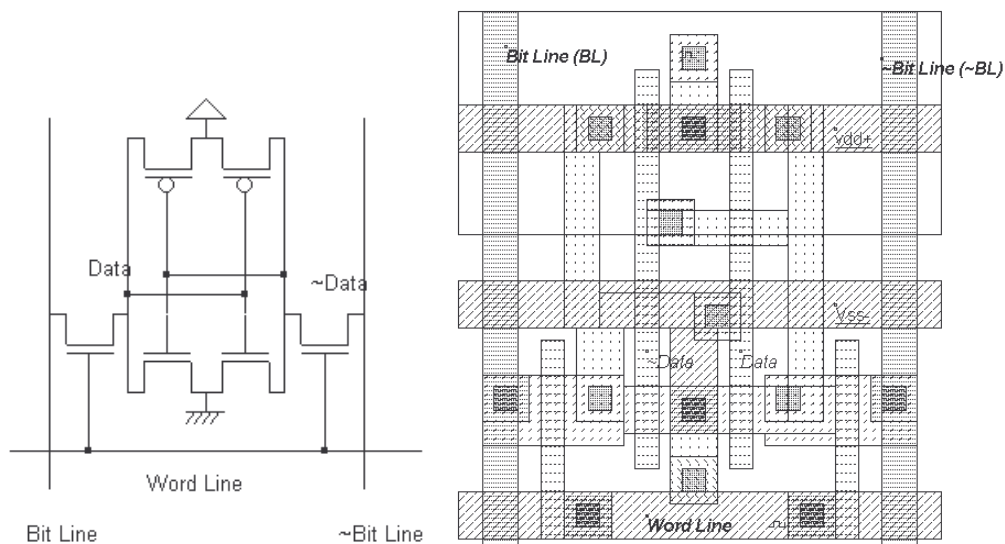 Data
~Data
Word Line
Bit Line
~Bit Line
Bit Line (BL)
~Bit Line (~BL)
Vdd+
Vss-
~Data
Data
Word Line